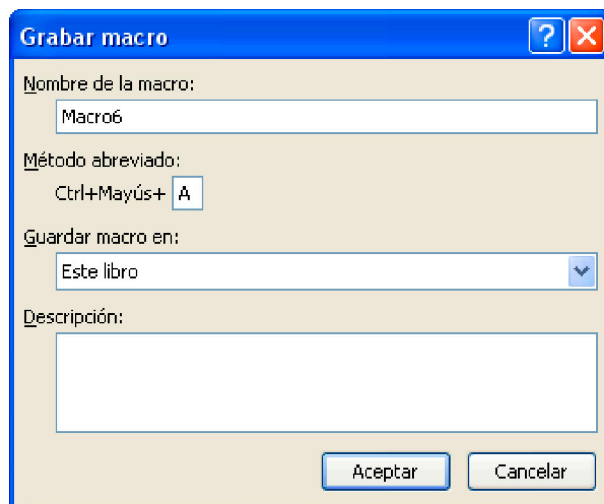 Grabar macro
Nombre de la macro:
Macro6
Método abreviado:
Ctrl+Mayús+ A
Guardar macro en:
Este libro
Descripción:
Aceptar Cancelar